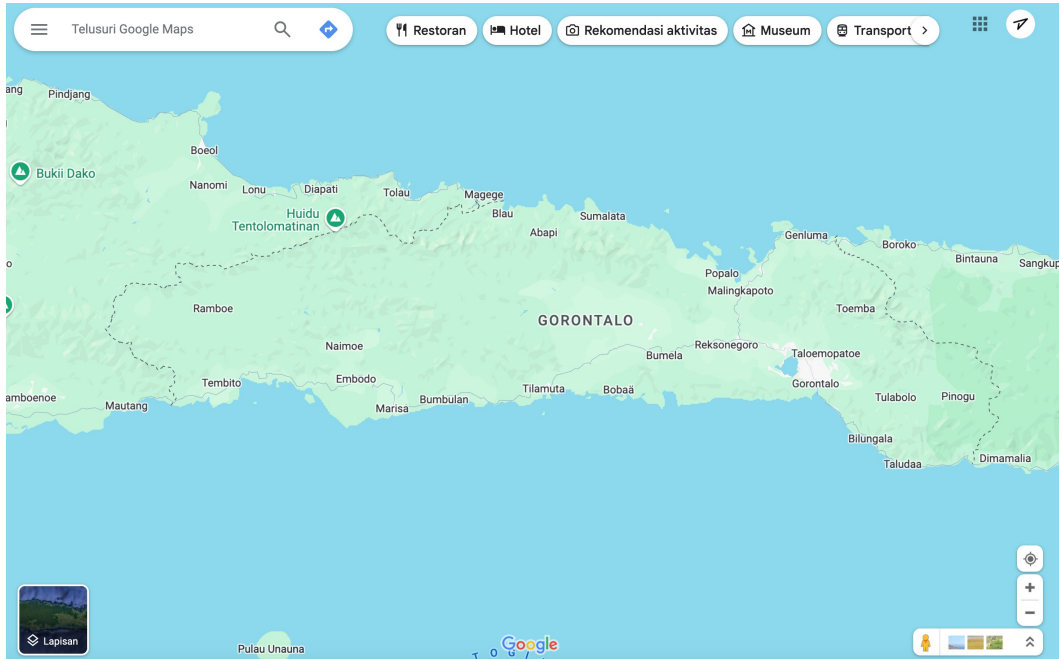 Telusuri Google Maps
Restoran
Hotel
Rekomendasi aktivitas
Museum
Transport
ang
Pindjang
Boeol
Bukii Dako
Nanomi
Lonu
Diapati
Tolau
Magege
Huidu
Tentolomatinan
Blau
Sumalata
Abapi
Genluma
Boroko
Bintauna
Sangkup
o
Popalo
Malingkapoto
Ramboe
Toemba
GORONTALO
Naimoe
Reksonegoro
Bumela
Taloemopatoe
Tembito
Embodo
Tilamuta
Bobaä
Gorontalo
amboenoe
Mautang
Marisa
Bumbulan
Tulabolo
Pinogu
Bilungala
Taludaa
Dimamalia
Lapisan
Pulau Unauna
Google
T O G